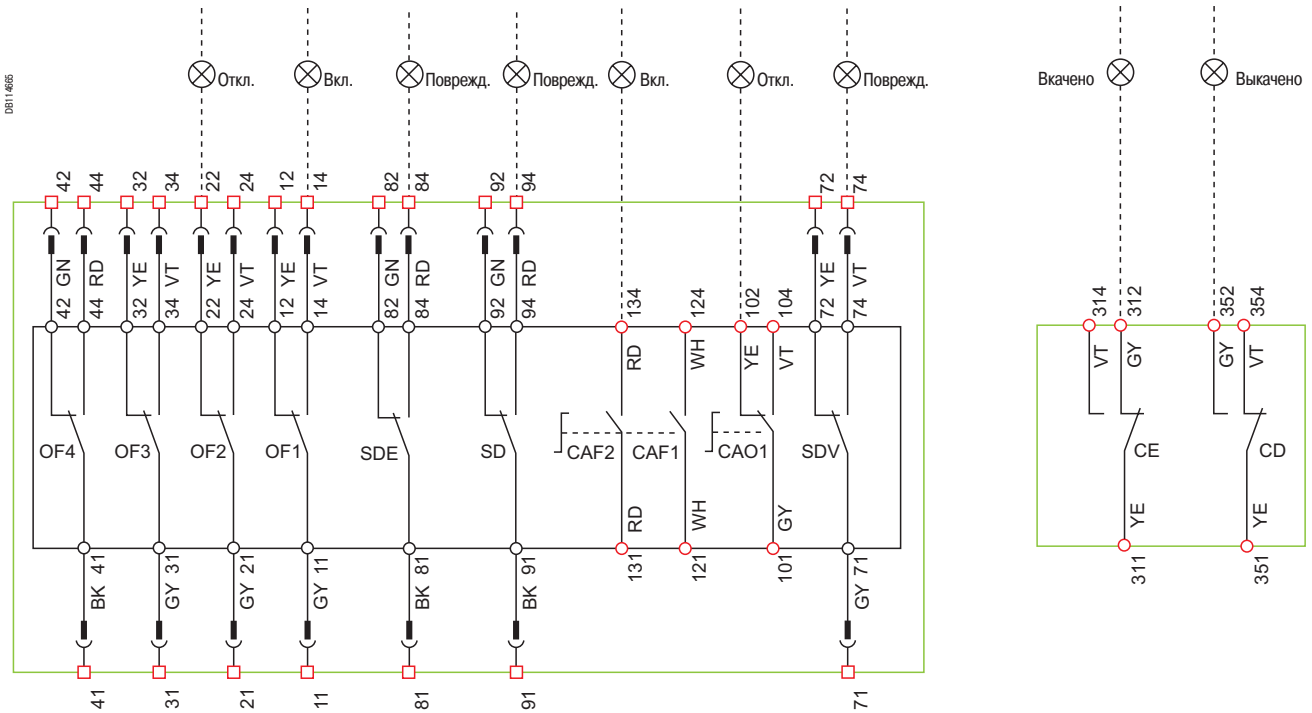 DB114665
Откл.
Вкл.
Поврежд.
Поврежд.
Вкл.
Откл.
Поврежд.
Вкачено
Выкачено
42 44 32 34 22 24 12 14 82 84 92 94 72 74
GN RD YE VT YE VT YE VT GN RD GN RD YE VT
42 44 32 34 22 24 12 14 82 84 92 94 134 124 102 104 72 74
314 312 352 354
RD WH YE VT
VT GY GY VT
OF4 OF3 OF2 OF1 SDE SD CAF2 CAF1 CAO1 SDV
CE CD
RD WH GY
YE YE
41 31 21 11 81 91 131 121 101 71
311 351
BK GY GY GY BK BK GY
41 31 21 11 81 91 71